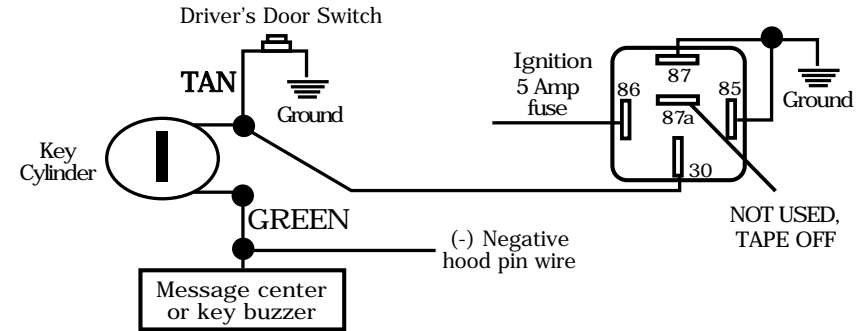 Driver's Door Switch
TAN
Ground
Key
Cylinder
GREEN
(-) Negative
hood pin wire
Message center
or key buzzer
Ignition
5 Amp
fuse
86
87
87a
85
30
Ground
NOT USED,
TAPE OFF